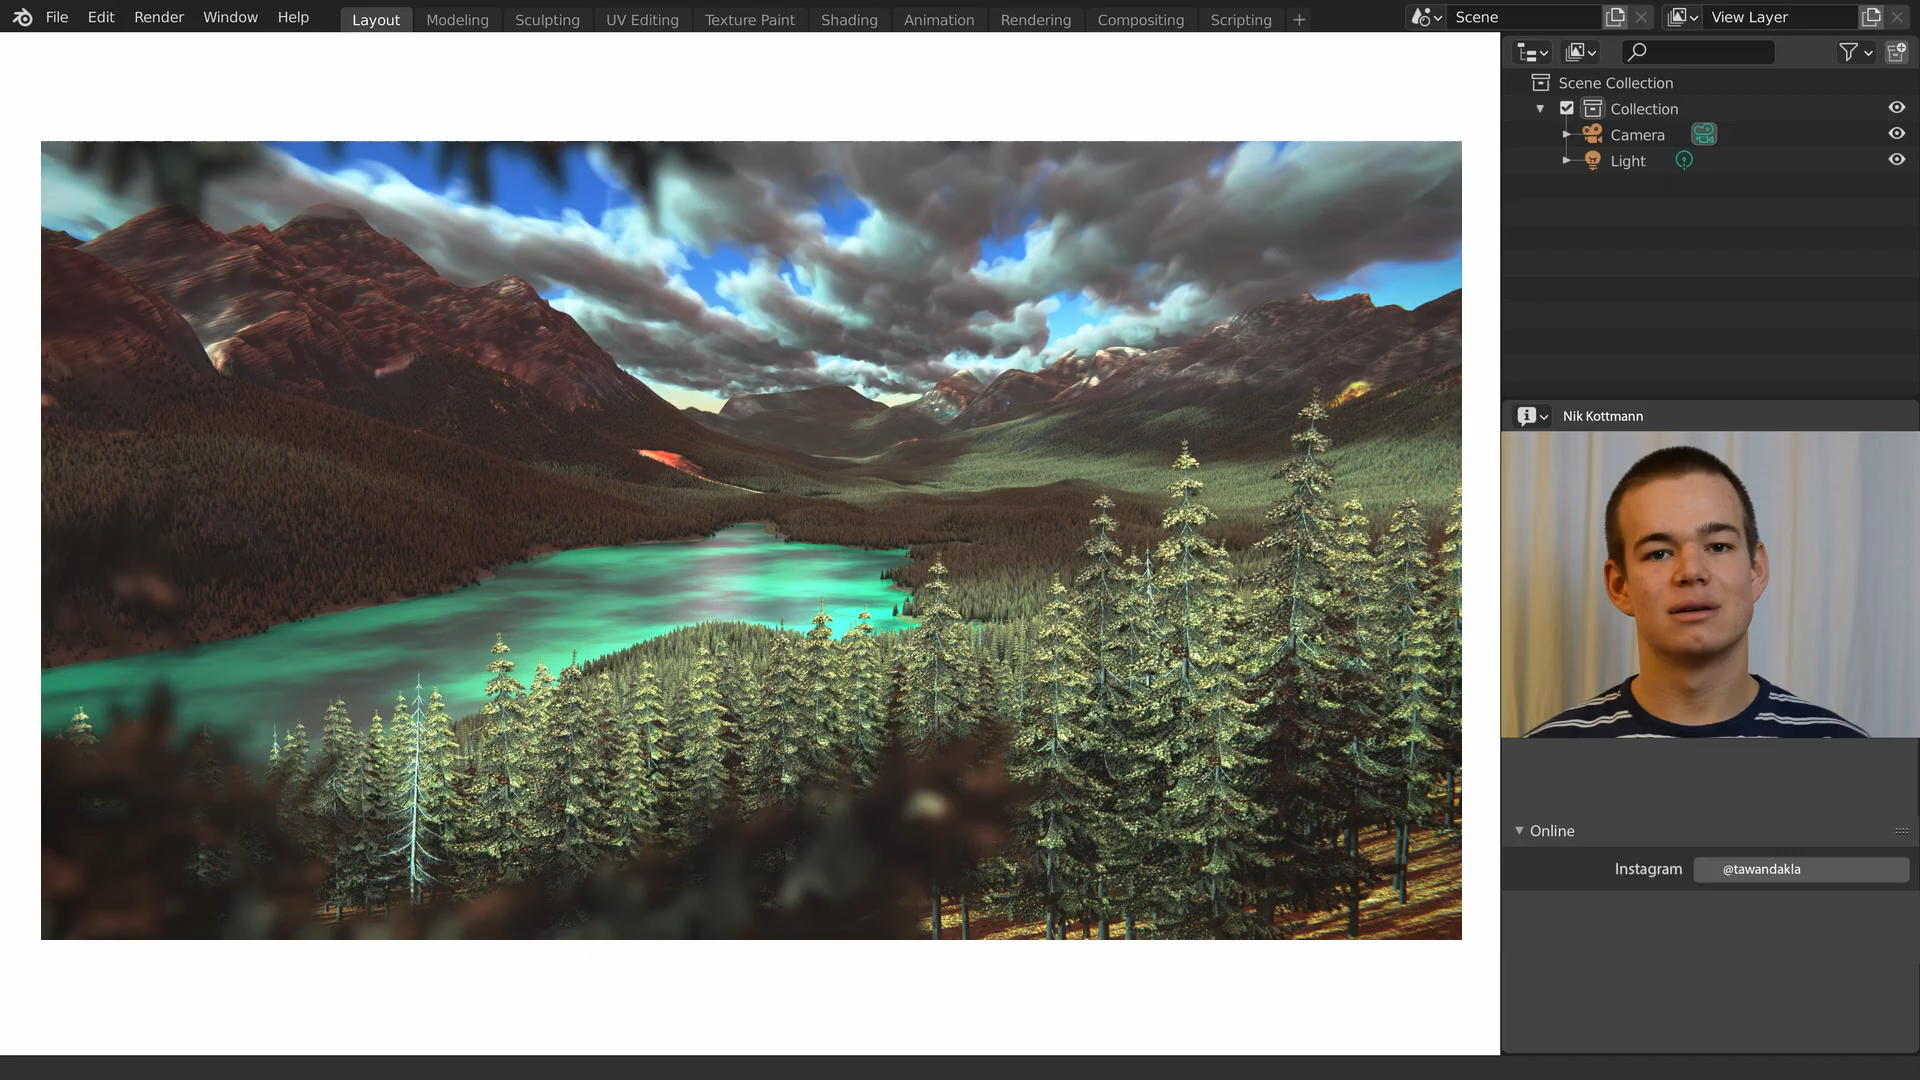 File Edit Render Window Help Layout Modeling Sculpting UV Editing Texture Paint Shading Animation Rendering Compositing Scripting + Scene View Layer
Scene Collection
Collection
Camera
Light
Nik Kottmann
Online
Instagram @tawandakla